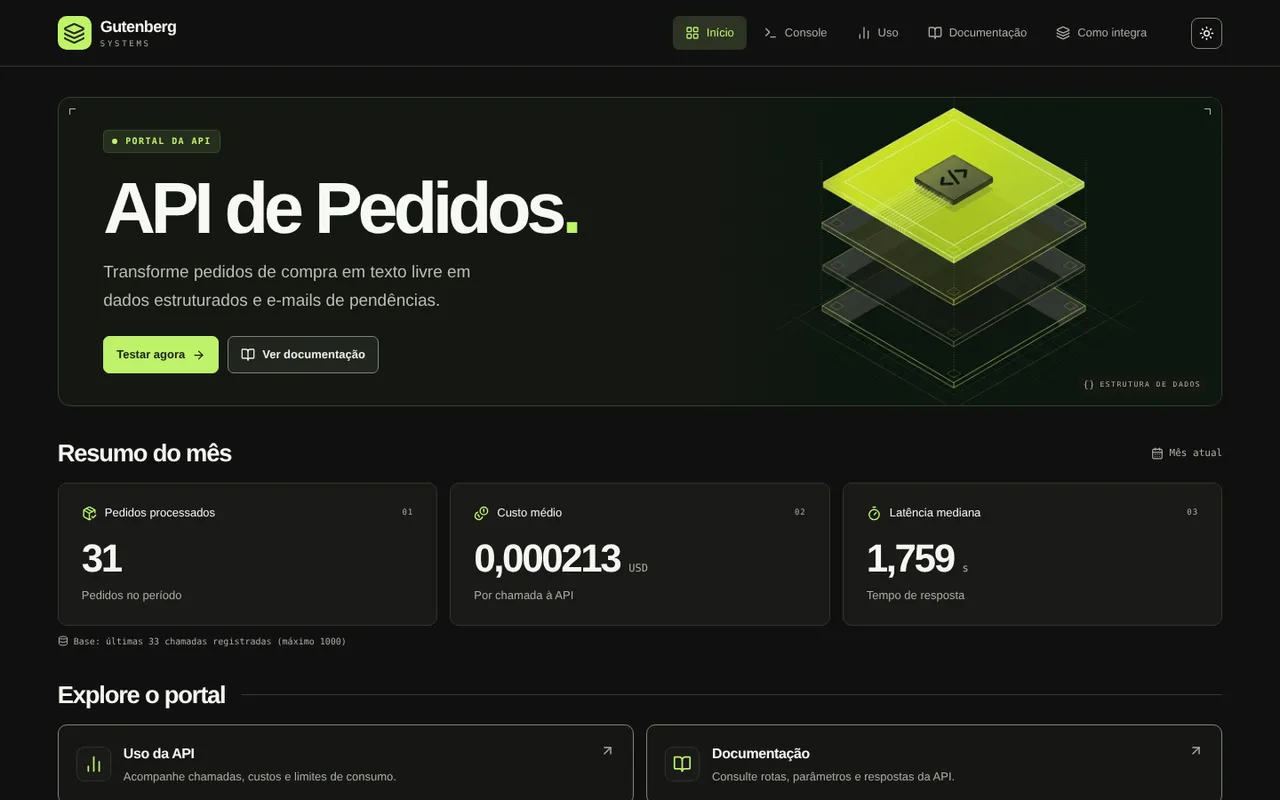 Gutenberg
SYSTEMS
Início
Console
Uso
Documentação
Como integra
PORTAL DA API
API de Pedidos.
Transforme pedidos de compra em texto livre em
dados estruturados e e-mails de pendências.
Testar agora
Ver documentação
</>
{} ESTRUTURA DE DADOS
Resumo do mês
Mês atual
Pedidos processados
01
31
Pedidos no período
Custo médio
02
0,000213 USD
Por chamada à API
Latência mediana
03
1,759 s
Tempo de resposta
Base: últimas 33 chamadas registradas (máximo 1000)
Explore o portal
Uso da API
Acompanhe chamadas, custos e limites de consumo.
Documentação
Consulte rotas, parâmetros e respostas da API.